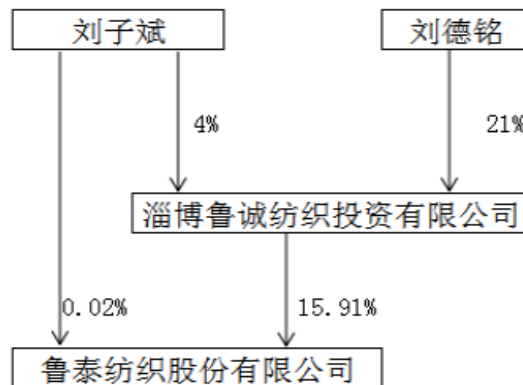 刘子斌
刘德铭
4%
21%
淄博鲁诚纺织投资有限公司
0.02%
15.91%
鲁泰纺织股份有限公司